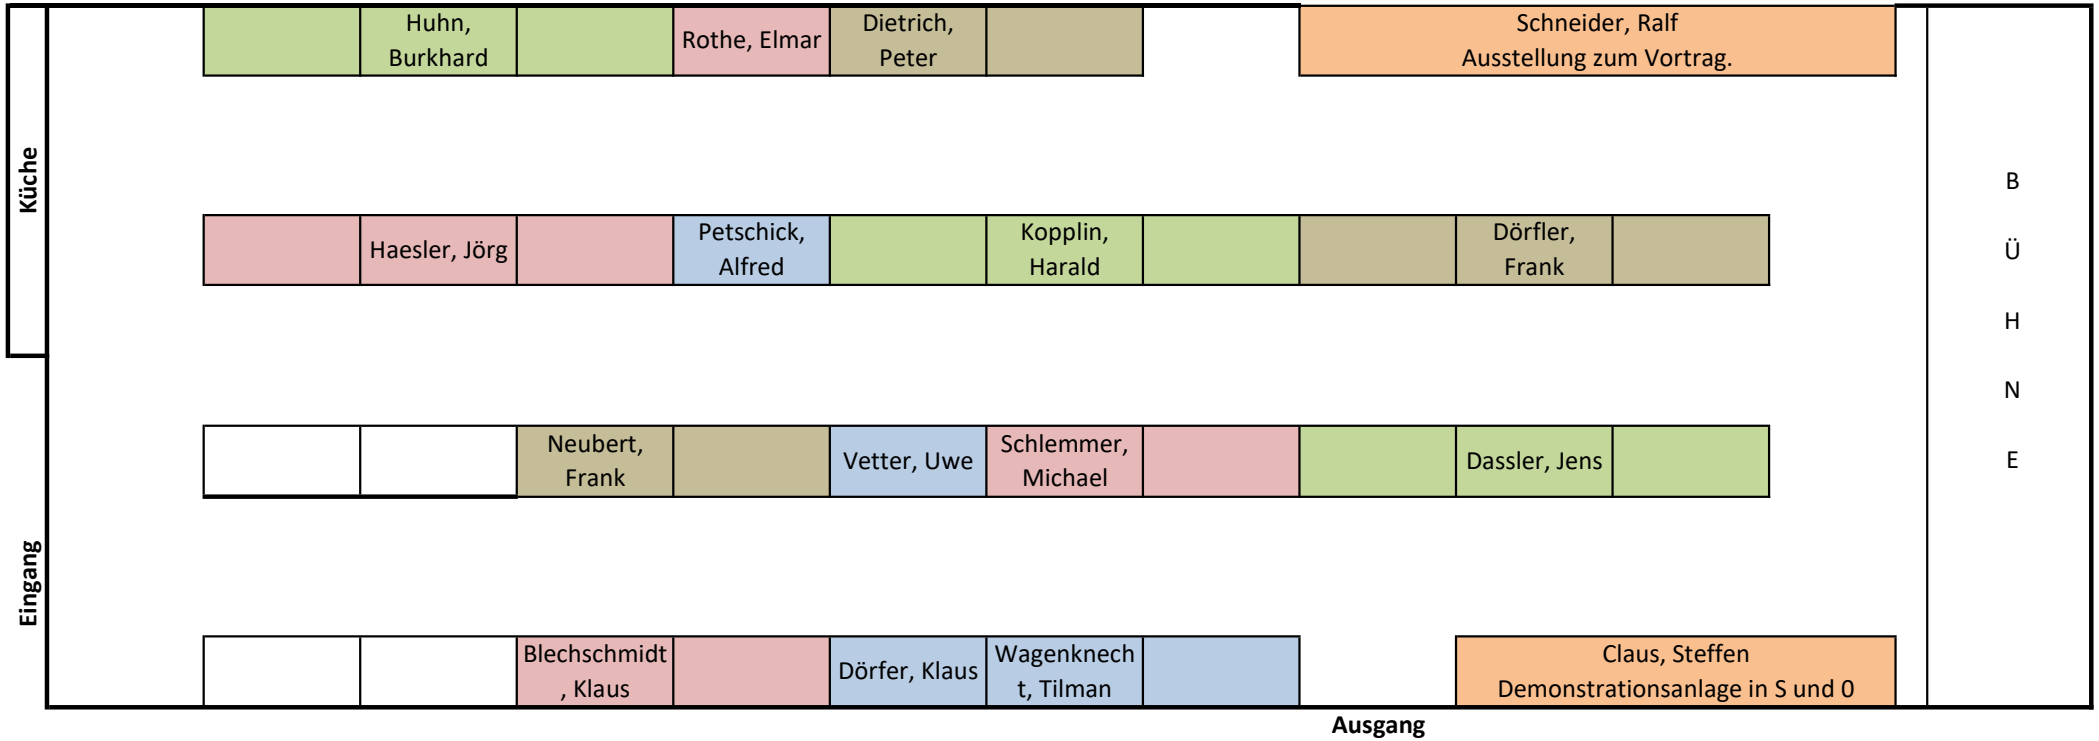 Küche
Huhn,
Burkhard
Rothe, Elmar
Dietrich,
Peter
Schneider, Ralf
Ausstellung zum Vortrag.
Haesler, Jörg
Petschick,
Alfred
Kopplin,
Harald
Dörfler,
Frank
B
Ü
H
N
E
Eingang
Neubert,
Frank
Vetter, Uwe
Schlemmer,
Michael
Dassler, Jens
Blechschmidt
, Klaus
Dörfer, Klaus
Wagenknech
t, Tilman
Claus, Steffen
Demonstrationsanlage in S und 0
Ausgang